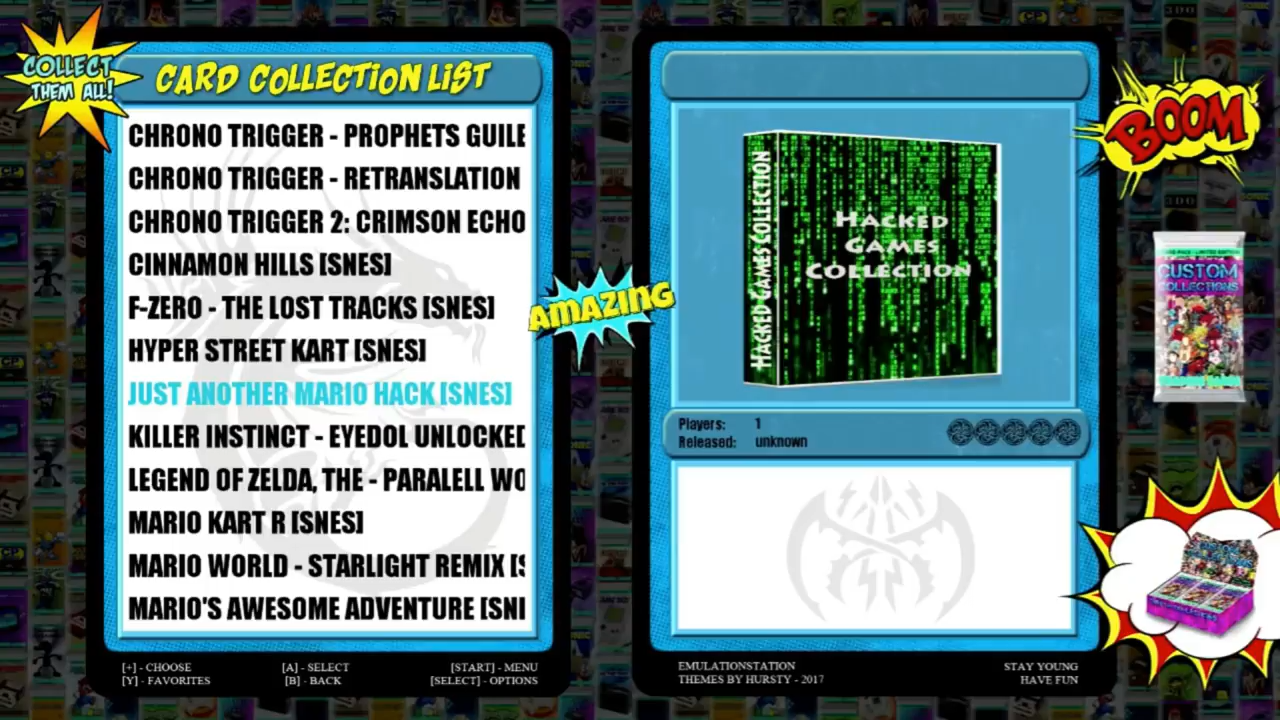 COLLECT
THEM ALL!
CARD COLLECTION LIST
CHRONO TRIGGER - PROPHETS GUILE
CHRONO TRIGGER - RETRANSLATION
CHRONO TRIGGER 2: CRIMSON ECHO
CINNAMON HILLS [SNES]
F-ZERO - THE LOST TRACKS [SNES]
HYPER STREET KART [SNES]
JUST ANOTHER MARIO HACK [SNES]
KILLER INSTINCT - EYEDOL UNLOCKED
LEGEND OF ZELDA, THE - PARALELL WO
MARIO KART R [SNES]
MARIO WORLD - STARLIGHT REMIX [S
MARIO'S AWESOME ADVENTURE [SNE
[+] - CHOOSE [A] - SELECT [START] - MENU
[Y] - FAVORITES [B] - BACK [SELECT] - OPTIONS
AMAZING
HACKED GAMES COLLECTION
HACKED
GAMES
COLLECTION
Players: 1
Released: unknown
EMULATIONSTATION STAY YOUNG
THEMES BY HURSTY - 2017 HAVE FUN
BOOM
CUSTOM
COLLECTIONS